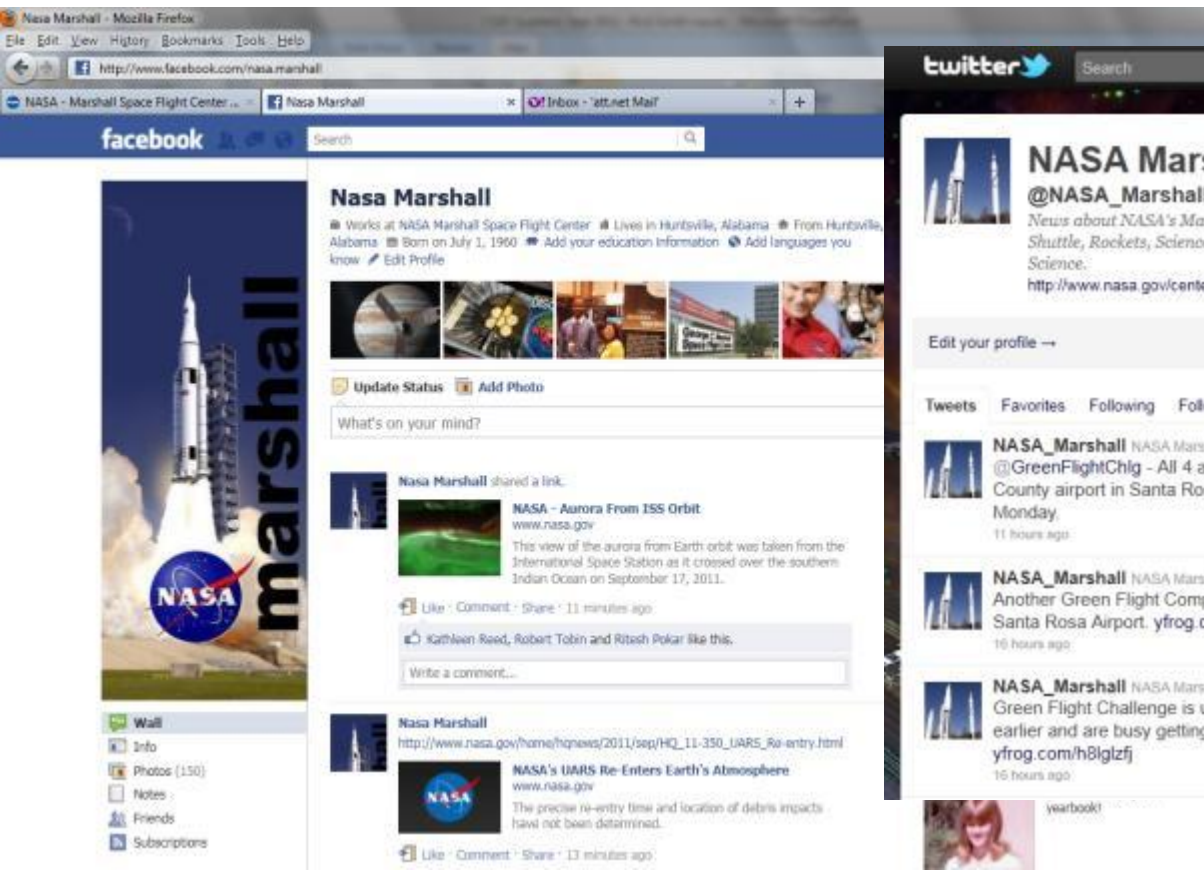 Nasa Marshall - Mozilla Firefox
File Edit View History Bookmarks Tools Help
http://www.facebook.com/nasa.marshall
NASA - Marshall Space Flight Center ...
Nasa Marshall
Inbox - 'att.net Mail'
facebook
Search
marshall
NASA
Wall
Info
Photos (150)
Notes
Friends
Subscriptions
Nasa Marshall
Works at NASA Marshall Space Flight Center Lives in Huntsville, Alabama From Huntsville,
Alabama Born on July 1, 1960 Add your education information Add languages you
know Edit Profile
Update Status Add Photo
What's on your mind?
Nasa Marshall shared a link.
NASA - Aurora From ISS Orbit
www.nasa.gov
This view of the aurora from Earth orbit was taken from the
International Space Station as it crossed over the southern
Indian Ocean on September 17, 2011.
Like · Comment · Share · 11 minutes ago
Kathleen Reed, Robert Tobin and Ritesh Pokar like this.
Write a comment...
Nasa Marshall
http://www.nasa.gov/home/hqnews/2011/sep/HQ_11-350_UARS_Re-entry.html
NASA
NASA's UARS Re-Enters Earth's Atmosphere
www.nasa.gov
The precise re-entry time and location of debris impacts
have not been determined.
Like · Comment · Share · 13 minutes ago
twitter
Search
NASA Mars
@NASA_Marshall
News about NASA's Ma
Shuttle, Rockets, Scienc
Science.
http://www.nasa.gov/cente
Edit your profile →
Tweets Favorites Following Foll
NASA_Marshall NASA Mars
@GreenFlightChlg - All 4 a
County airport in Santa Ro
Monday.
11 hours ago
NASA_Marshall NASA Mars
Another Green Flight Comp
Santa Rosa Airport. yfrog.c
16 hours ago
NASA_Marshall NASA Mars
Green Flight Challenge is u
earlier and are busy getting
yfrog.com/h8lglzfj
16 hours ago
yearbook!